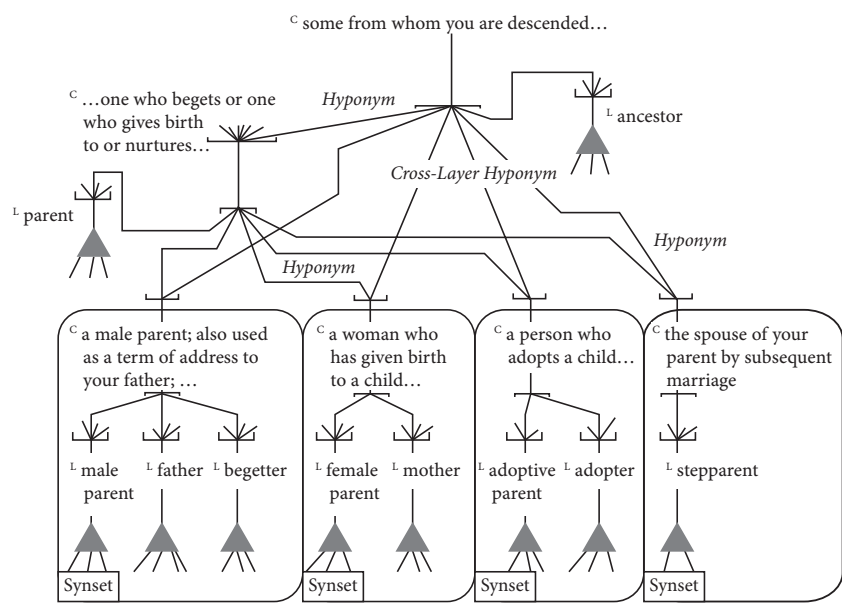 C some from whom you are descended…
C …one who begets or one
who gives birth
to or nurtures…
Hyponym
L ancestor
Cross-Layer Hyponym
L parent
Hyponym
Hyponym
C a male parent; also used
as a term of address to
your father; …
C a woman who
has given birth
to a child…
C a person who
adopts a child…
C the spouse of your
parent by subsequent
marriage
L male
parent
L father
L begetter
L female
parent
L mother
L adoptive
parent
L adopter
L stepparent
Synset
Synset
Synset
Synset